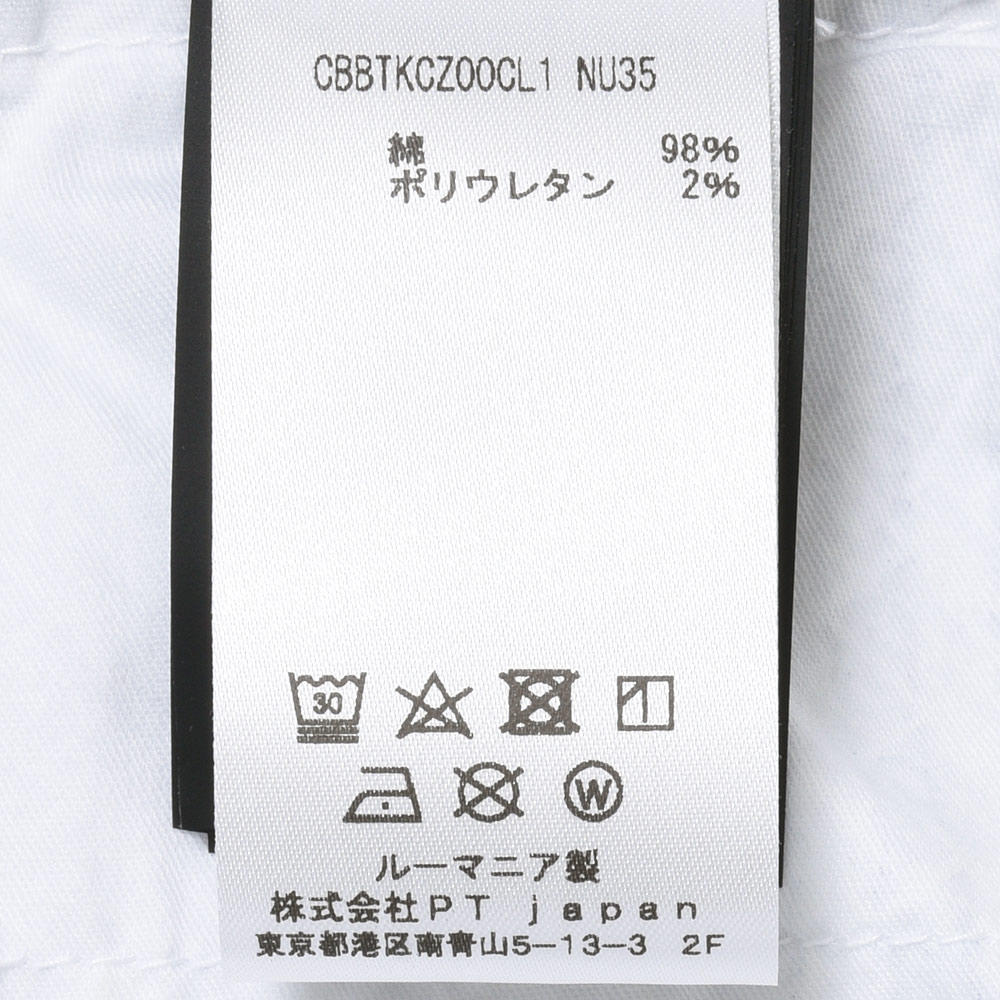 CBBTKCZ00CL1 NU35
綿 98%
ポリウレタン 2%
30
W
ルーマニア製
株式会社PT japan
東京都港区南青山5-13-3 2F